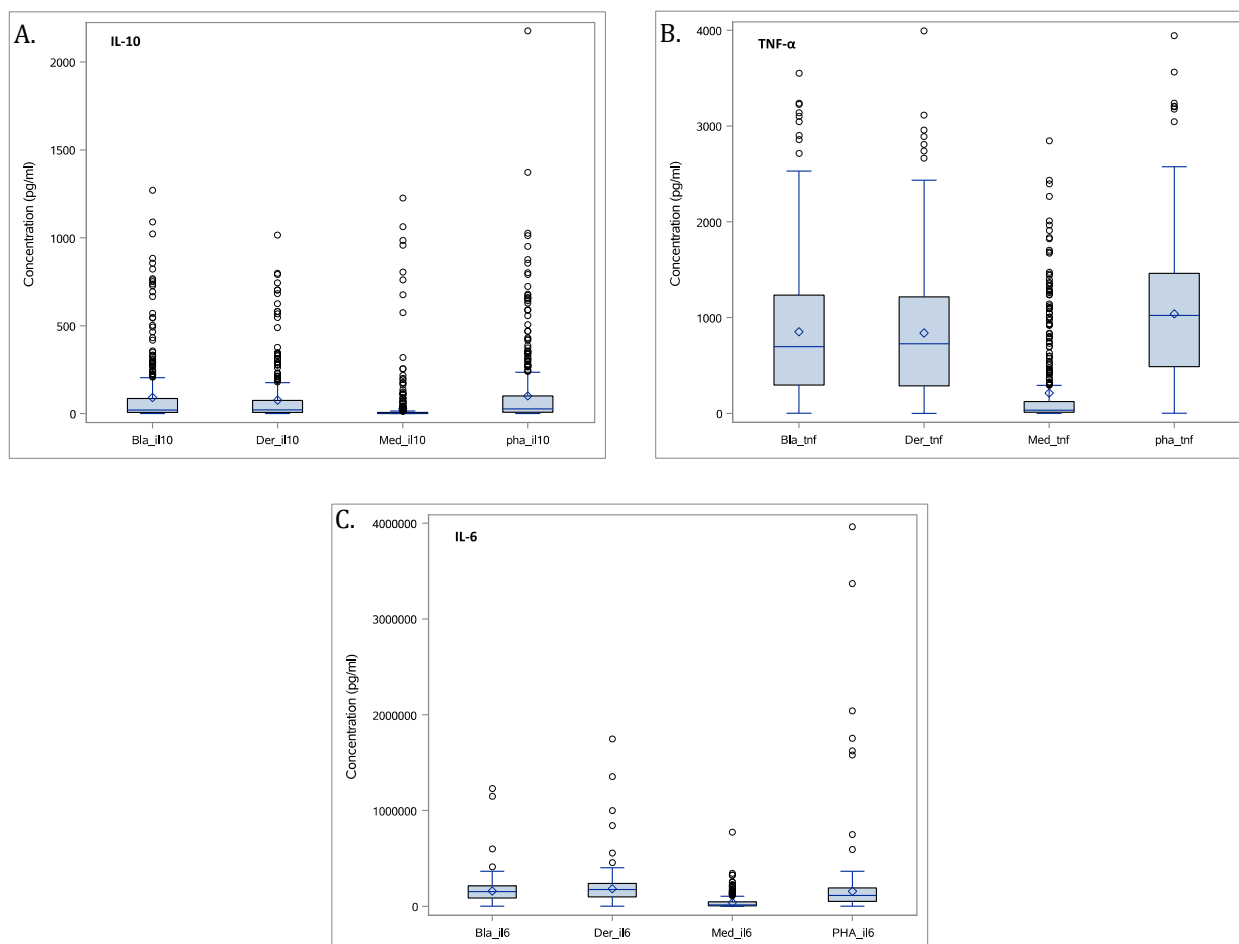 A.
IL-10
Concentration (pg/ml)
2000
1500
1000
500
0
Bla_il10
Der_il10
Med_il10
pha_il10
B.
TNF-α
Concentration (pg/ml)
4000
3000
2000
1000
0
Bla_tnf
Der_tnf
Med_tnf
pha_tnf
C.
IL-6
Concentration (pg/ml)
4000000
3000000
2000000
1000000
0
Bla_il6
Der_il6
Med_il6
PHA_il6